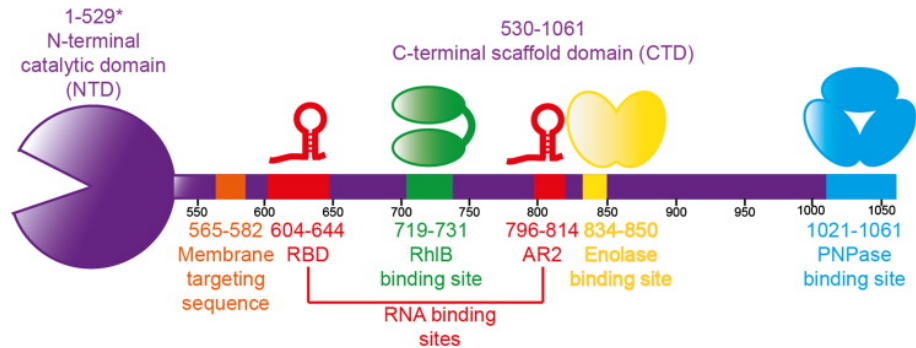 1-529*
N-terminal
catalytic domain
(NTD)
530-1061
C-terminal scaffold domain (CTD)
550 600 650 700 750 800 850 900 950 1000 1050
565-582 604-644 719-731 796-814 834-850 1021-1061
Membrane RBD RhlB AR2 Enolase PNPase
targeting binding site binding site binding site
sequence
RNA binding
sites